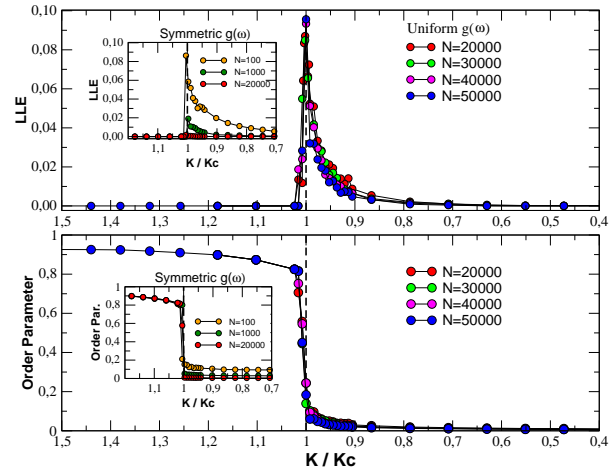 0,10
0,08
0,06
0,04
0,02
0,00
LLE
Uniform g(ω)
N=20000
N=30000
N=40000
N=50000
Symmetric g(ω)
0,10
0,08
0,06
0,04
0,02
0,00
LLE
N=100
N=1000
N=20000
1,1 1 0,9 0,8 0,7
K / Kc
1,5 1,4 1,3 1,2 1,1 1 0,9 0,8 0,7 0,6 0,5 0,4
1
0,8
0,6
0,4
0,2
0
Order Parameter
N=20000
N=30000
N=40000
N=50000
Symmetric g(ω)
1
0,8
0,6
0,4
0,2
0
Order Par.
N=100
N=1000
N=20000
1,1 1 0,9 0,8 0,7
K / Kc
1,5 1,4 1,3 1,2 1,1 1 0,9 0,8 0,7 0,6 0,5 0,4
K / Kc